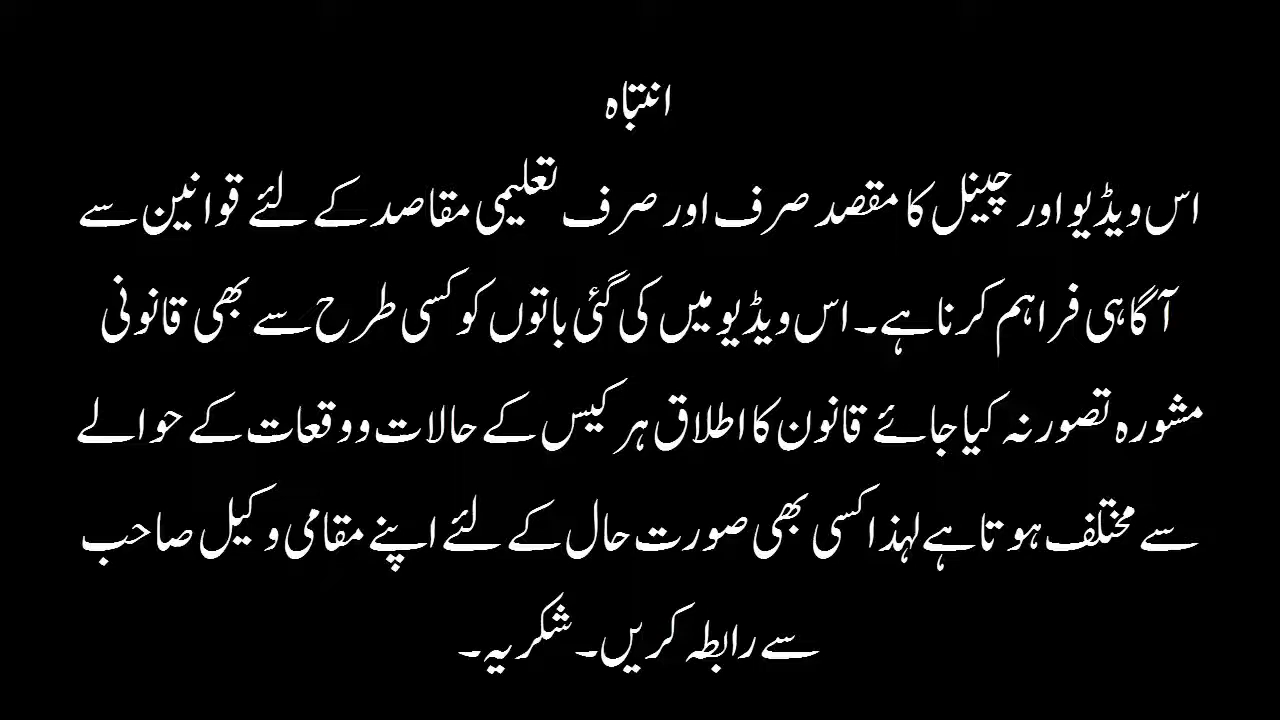 انتباہ
اس ویڈیو اور چینل کا مقصد صرف اور صرف تعلیمی مقاصد کے لئے قوانین سے
آگاہی فراہم کرنا ہے۔ اس ویڈیو میں کی گئی باتوں کو کسی طرح سے بھی قانونی
مشورہ تصور نہ کیا جائے قانون کا اطلاق ہر کیس کے حالات و وقعات کے حوالے
سے مختلف ہوتا ہے لہذا کسی بھی صورت حال کے لئے اپنے مقامی وکیل صاحب
سے رابطہ کریں۔ شکریہ۔